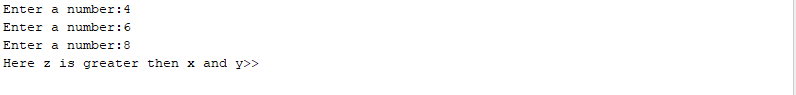 Enter a number:4
Enter a number:6
Enter a number:8
Here z is greater then x and y>>